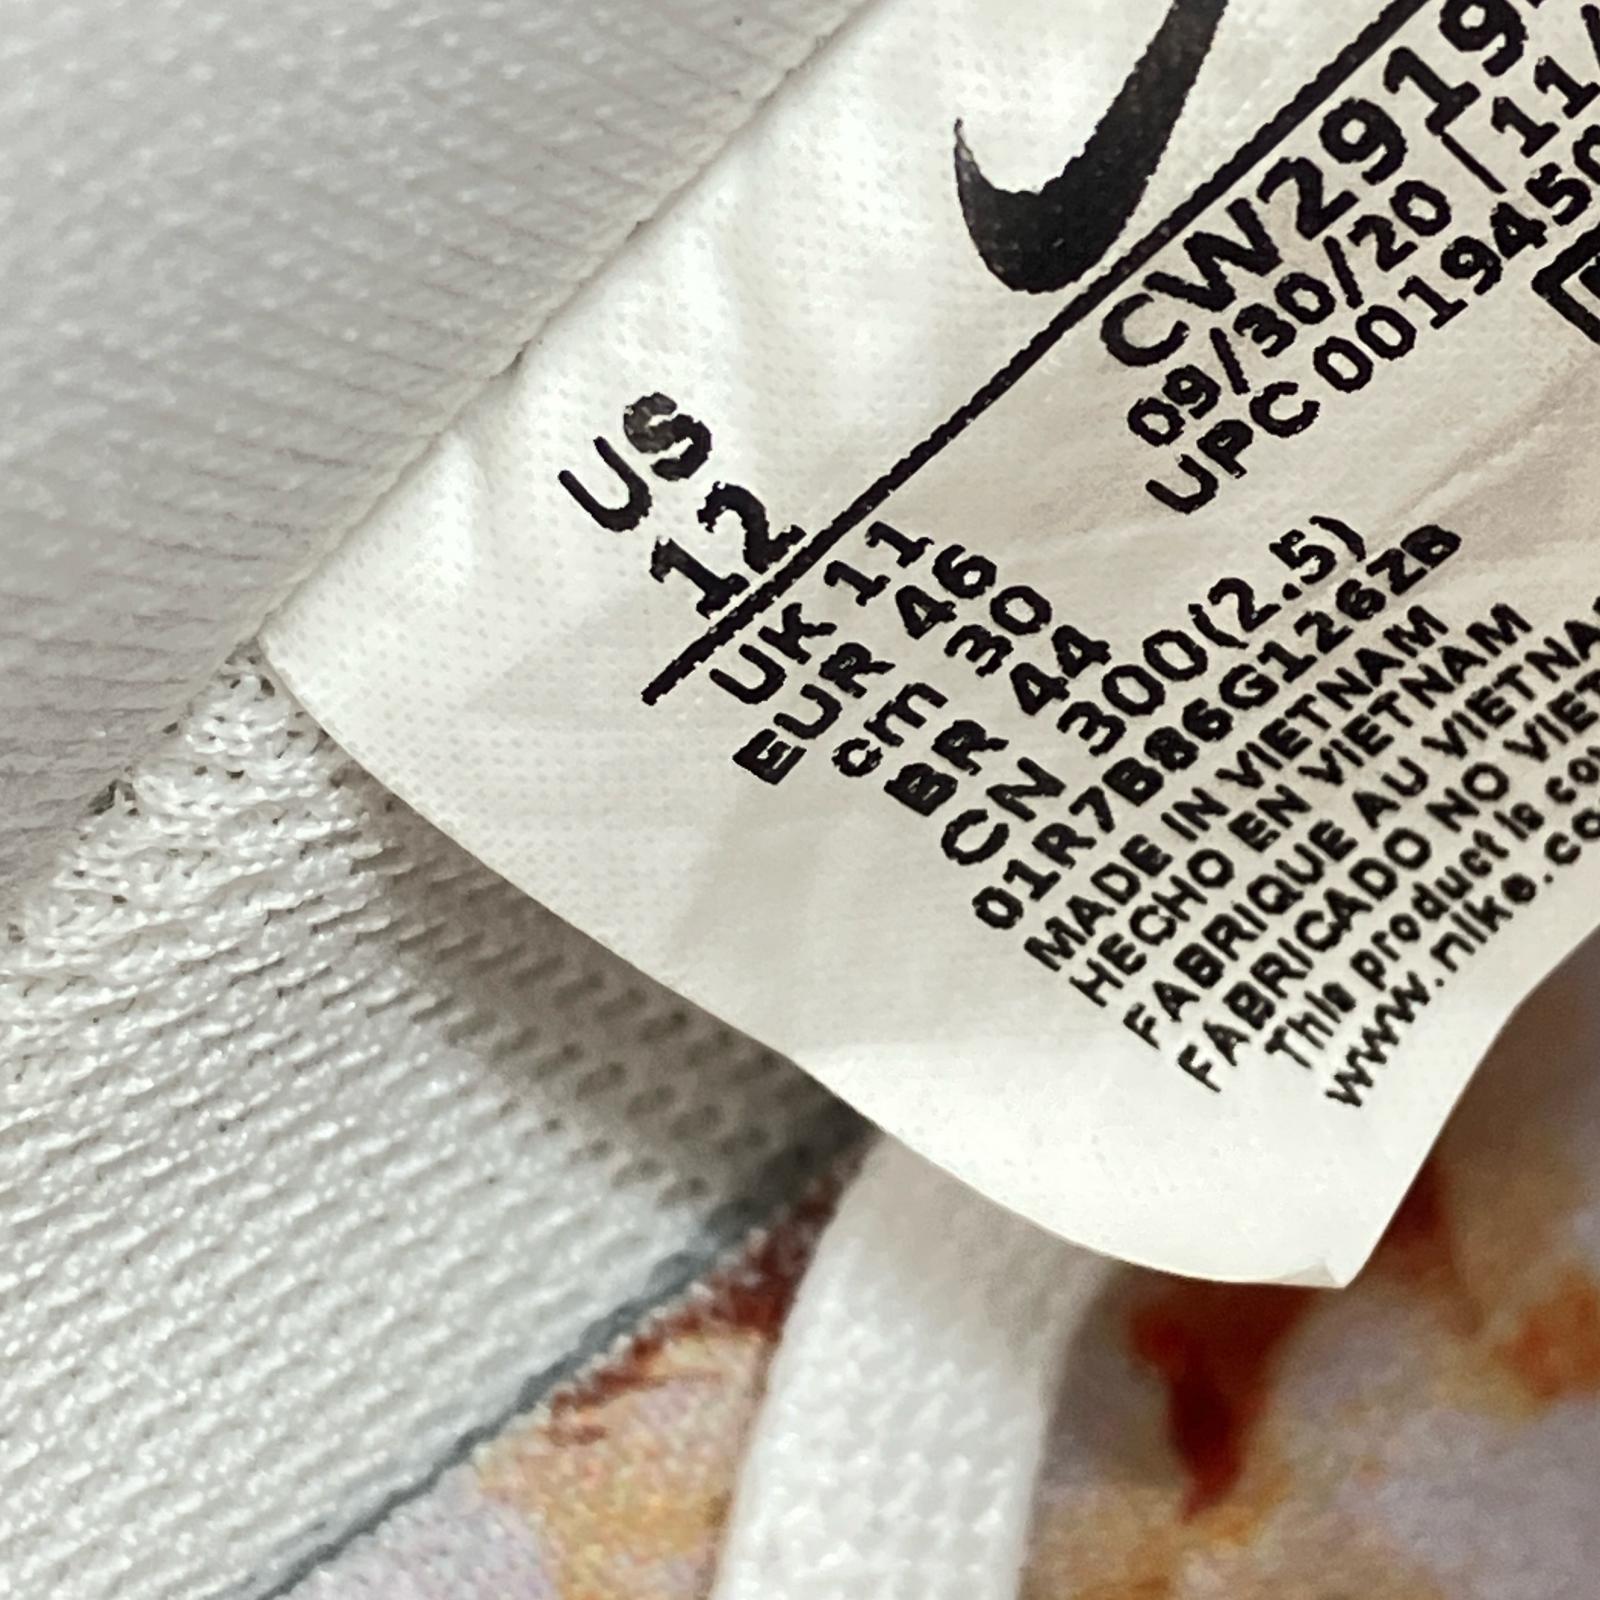 US
12
CW2919
09/30/20 / 11/
UPC 0019450
UK 11
EUR 46
cm 30
BR 44
CN 300(2.5)
01R7B86G126ZB
MADE IN VIETNAM
HECHO EN VIETNAM
FABRIQUE AU VIETNA
FABRICADO NO VIET
This product is co
www.nike.co